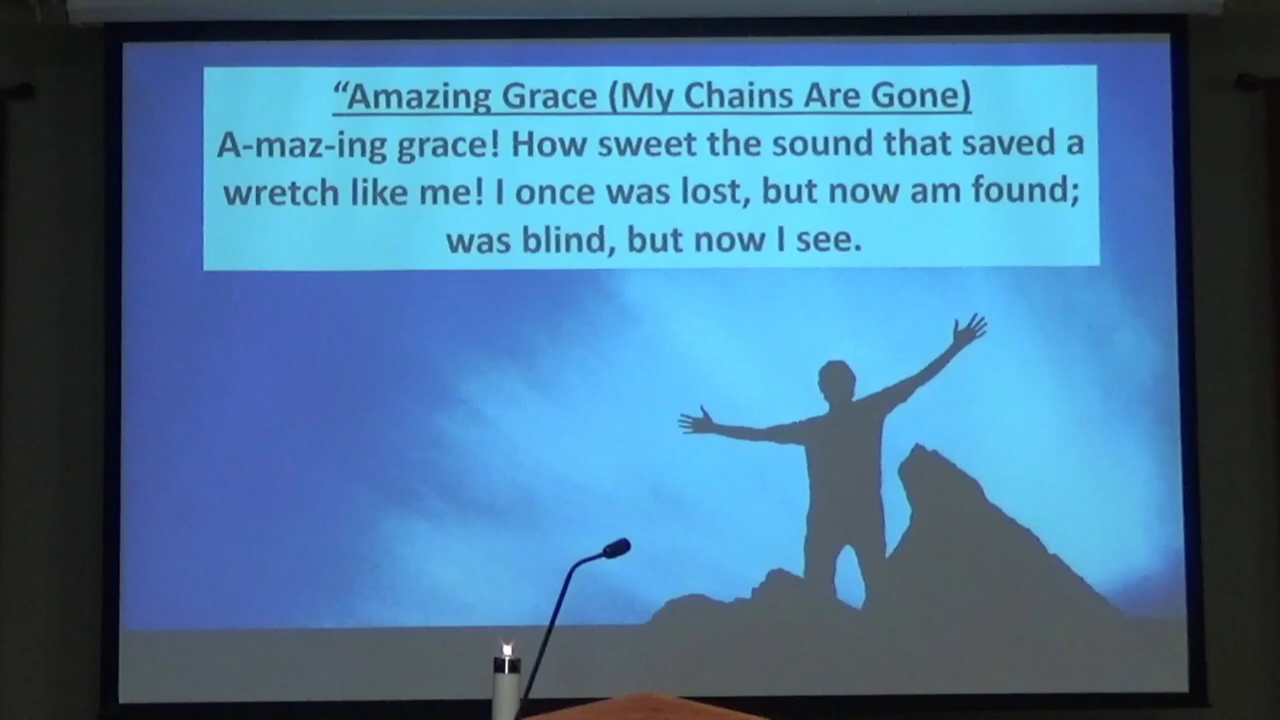 “Amazing Grace (My Chains Are Gone)
A-maz-ing grace! How sweet the sound that saved a
wretch like me! I once was lost, but now am found;
was blind, but now I see.